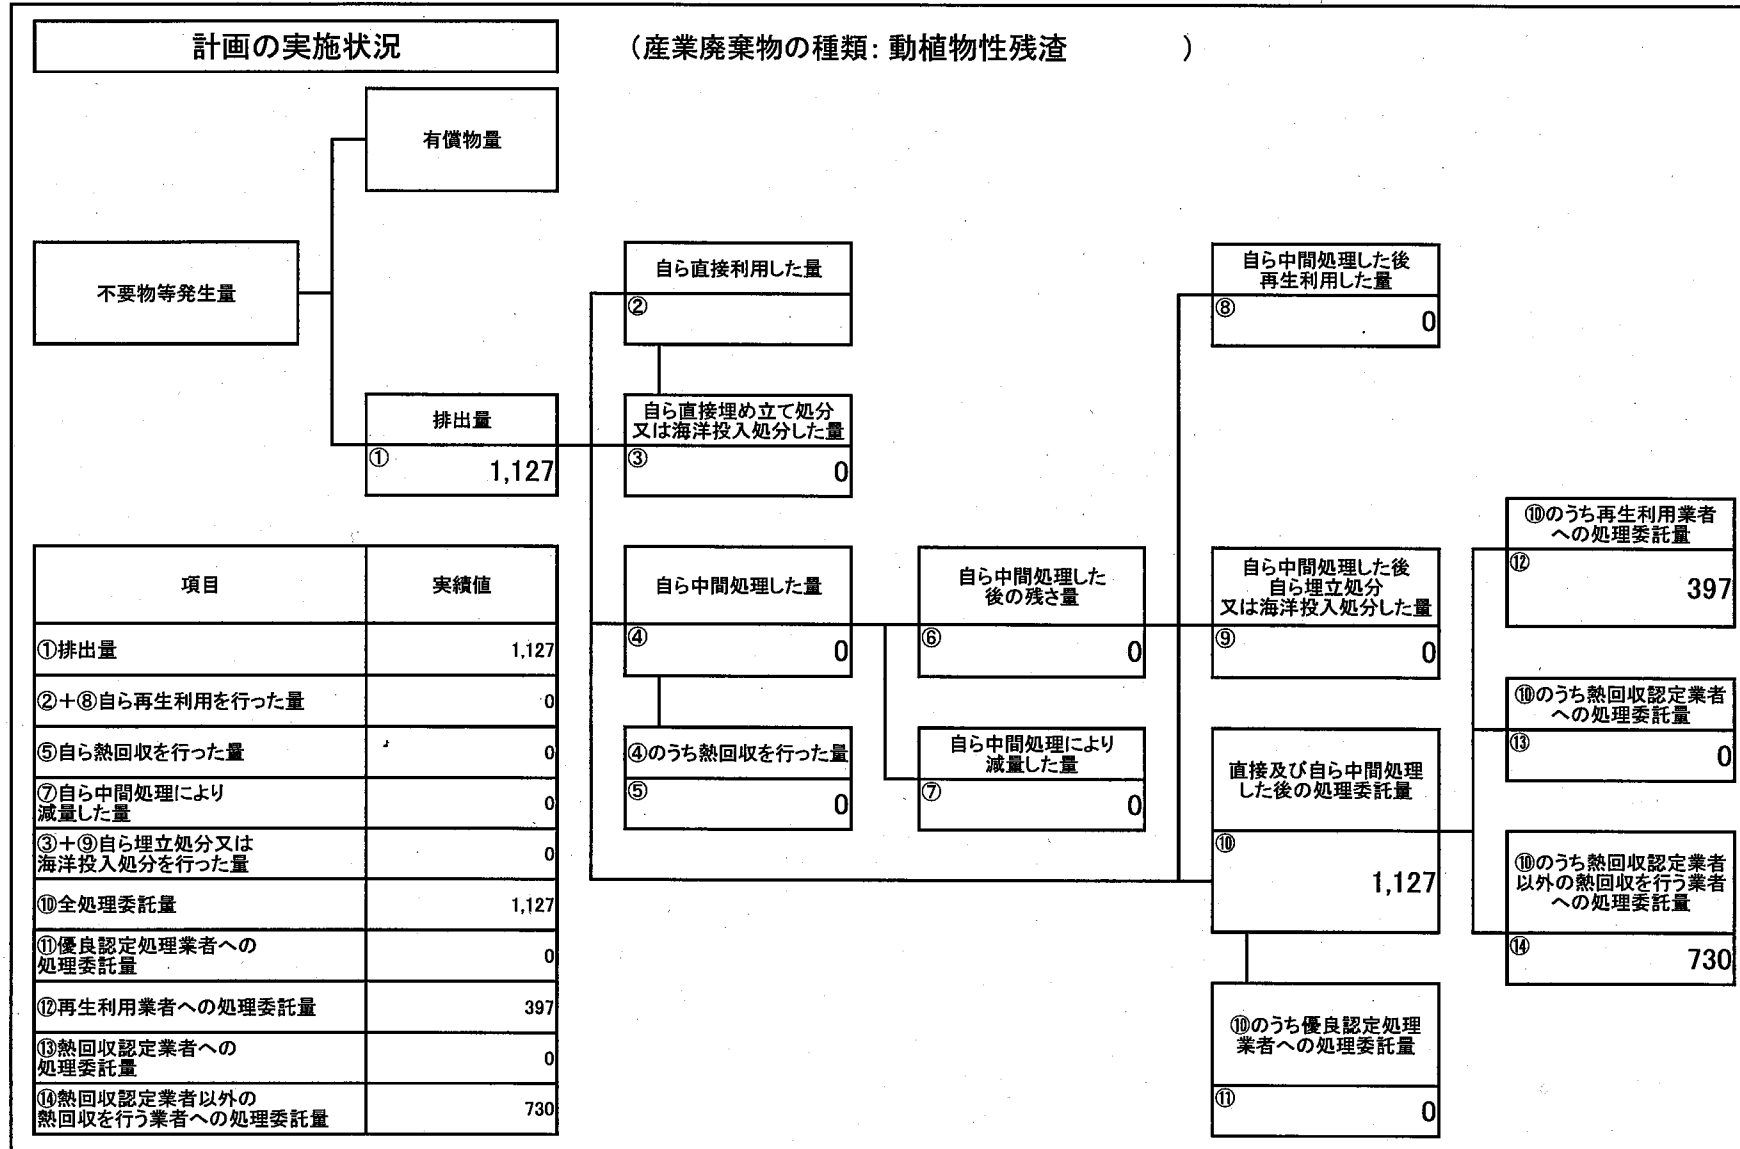 計画の実施状況
（産業廃棄物の種類：動植物性残渣　　　　）
有償物量
不要物等発生量
排出量
①
1,127
自ら直接利用した量
②
自ら直接埋め立て処分
又は海洋投入処分した量
③
0
自ら中間処理した後
再生利用した量
⑧
0
自ら中間処理した量
④
0
自ら中間処理した
後の残さ量
⑥
0
自ら中間処理した後
自ら埋立処分
又は海洋投入処分した量
⑨
0
④のうち熱回収を行った量
⑤
0
自ら中間処理により
減量した量
⑦
0
直接及び自ら中間処理
した後の処理委託量
⑩
1,127
⑩のうち優良認定処理
業者への処理委託量
⑪
0
⑩のうち再生利用業者
への処理委託量
⑫
397
⑩のうち熱回収認定業者
への処理委託量
⑬
0
⑩のうち熱回収認定業者
以外の熱回収を行う業者
への処理委託量
⑭
730
項目 実績値
①排出量 1,127
②＋⑧自ら再生利用を行った量 0
⑤自ら熱回収を行った量 0
⑦自ら中間処理により
減量した量 0
③＋⑨自ら埋立処分又は
海洋投入処分を行った量 0
⑩全処理委託量 1,127
⑪優良認定処理業者への
処理委託量 0
⑫再生利用業者への処理委託量 397
⑬熱回収認定業者への
処理委託量 0
⑭熱回収認定業者以外の
熱回収を行う業者への処理委託量 730